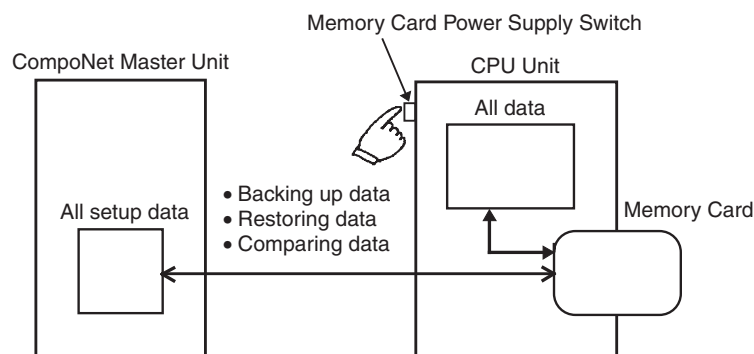 Memory Card Power Supply Switch
CompoNet Master Unit
CPU Unit
All data
• Backing up data
• Restoring data
• Comparing data
All setup data
Memory Card